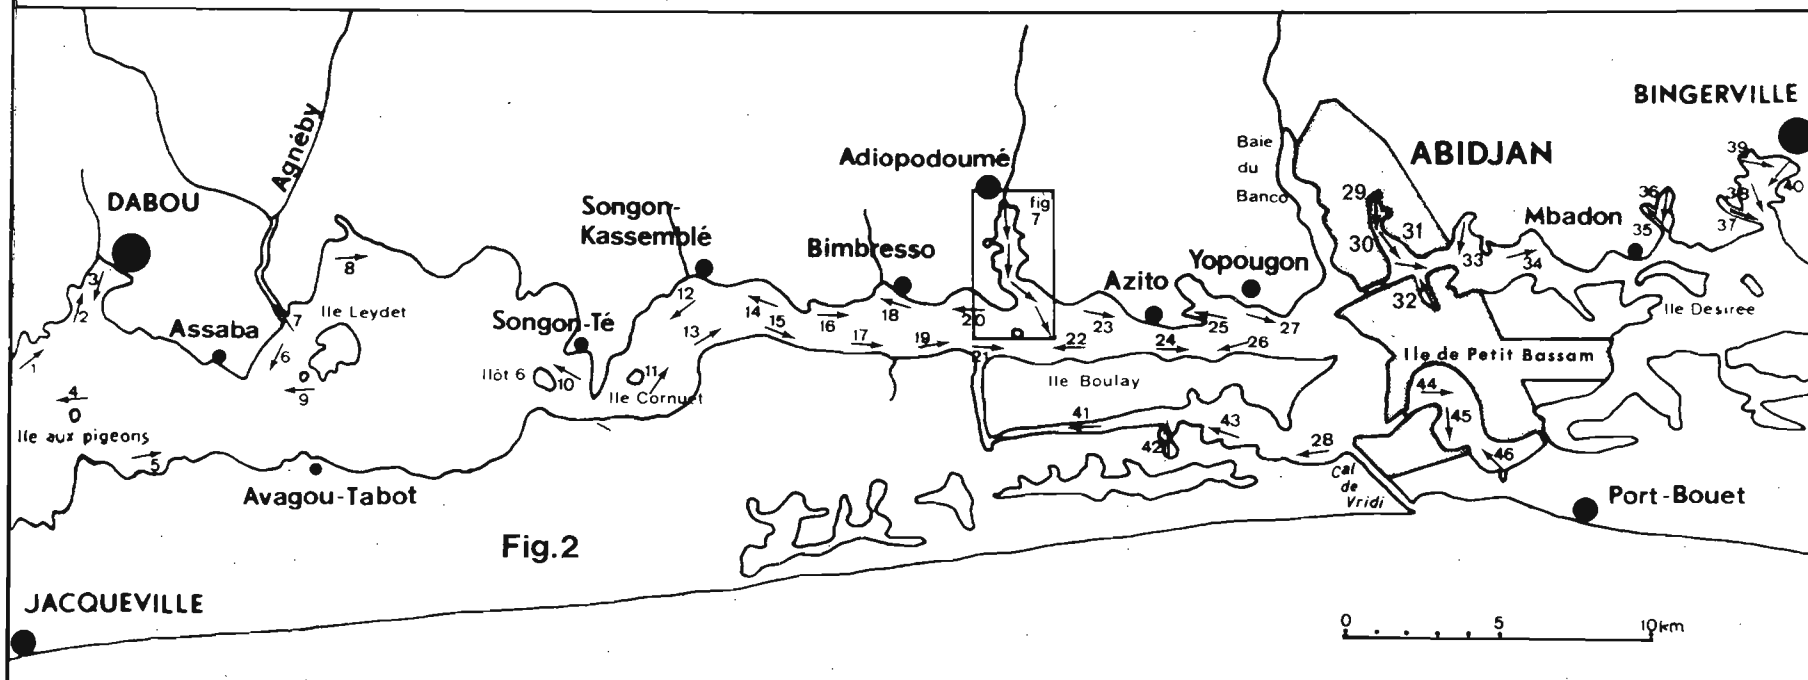 BINGERVILLE
Agnéby
Baie
du
Banco
ABIDJAN
39
Adiopodoumé
DABOU
Songon-
Kassemblé
fig
7
29
36
38
40
Mbadon
35
37
30
31
Bimbresso
8
33
34
Yopougon
3
12
Azito
32
2
Ile Leydet
7
Assaba
Songon-Té
14
15
16
18
20
23
25
27
Ile Desiree
13
17
19
22
24
26
6
21
1
Ile de Petit Bassam
Ilôt 6
10
11
Ile Boulay
4
9
Ile Cornuet
44
41
43
45
Ile aux pigeons
42
28
46
5
Cal
de
Vridi
Avagou-Tabot
Port-Bouet
Fig.2
JACQUEVILLE
0
5
10km